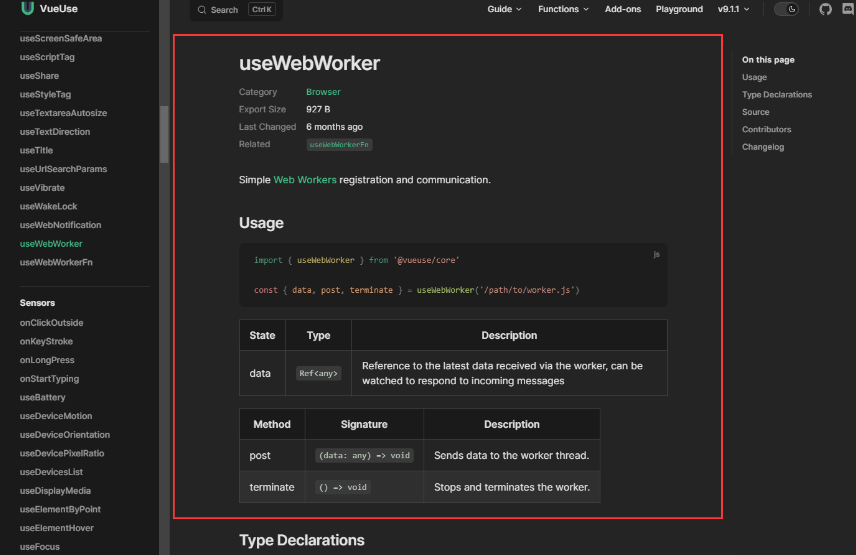 VueUse
Search Ctrl K
Guide Functions Add-ons Playground v9.1.1
useScreenSafeArea
useScriptTag
useShare
useStyleTag
useTextareaAutosize
useTextDirection
useTitle
useUrlSearchParams
useVibrate
useWakeLock
useWebNotification
useWebWorker
useWebWorkerFn
Sensors
onClickOutside
onKeyStroke
onLongPress
onStartTyping
useBattery
useDeviceMotion
useDeviceOrientation
useDevicePixelRatio
useDevicesList
useDisplayMedia
useElementByPoint
useElementHover
useFocus
useWebWorker
Category Browser
Export Size 927 B
Last Changed 6 months ago
Related useWebWorkerFn
Simple Web Workers registration and communication.
Usage
js
import { useWebWorker } from '@vueuse/core'
const { data, post, terminate } = useWebWorker('/path/to/worker.js')
State Type Description
data Ref<any> Reference to the latest data received via the worker, can be
watched to respond to incoming messages
Method Signature Description
post (data: any) => void Sends data to the worker thread.
terminate () => void Stops and terminates the worker.
Type Declarations
On this page
Usage
Type Declarations
Source
Contributors
Changelog